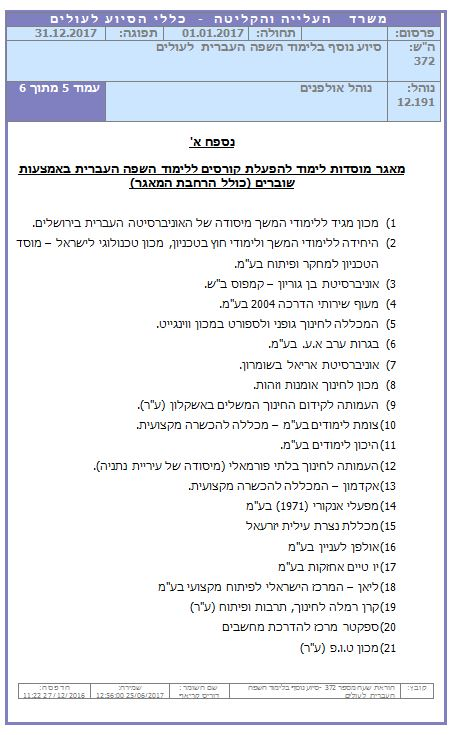 משרד העלייה והקליטה - כללי הסיוע לעולים
פרסום: תחולה: 01.01.2017 תפוגה: 31.12.2017
ה"ש: 372 סיוע נוסף בלימוד השפה העברית לעולים
נוהל: 12.191 נוהל אולפנים עמוד 5 מתוך 6
נספח א'
מאגר מוסדות לימוד להפעלת קורסים ללימוד השפה העברית באמצעות
שוברים (כולל הרחבת המאגר)
1) מכון מגיד ללימודי המשך מיסודה של האוניברסיטה העברית בירושלים.
2) היחידה ללימודי המשך ולימודי חוץ בטכניון, מכון טכנולוגי לישראל – מוסד
הטכניון למחקר ופיתוח בע"מ.
3) אוניברסיטת בן גוריון – קמפוס ב"ש.
4) מעוף שירותי הדרכה 2004 בע"מ.
5) המכללה לחינוך גופני ולספורט במכון ווינגייט.
6) בגרות ערב א.ע. בע"מ.
7) אוניברסיטת אריאל בשומרון.
8) מכון לחינוך אומנות וזהות.
9) העמותה לקידום החינוך המשלים באשקלון (ע"ר).
10) צומת לימודים בע"מ – מכללה להכשרה מקצועית.
11) היכון לימודים בע"מ.
12) העמותה לחינוך בלתי פורמאלי (מיסודה של עיריית נתניה).
13) אקדמון – המכללה להכשרה מקצועית.
14) מפעלי אנקורי (1971) בע"מ
15) מכללת נצרת עילית יזרעאל
16) אולפן לעניין בע"מ
17) יו טיים אחזקות בע"מ
18) ליאן – המרכז הישראלי לפיתוח מקצועי בע"מ
19) קרן רמלה לחינוך, תרבות ופיתוח (ע"ר)
20) ספקטר מרכז להדרכת מחשבים
21) מכון ט.ו.פ (ע"ר)
קובץ: הוראת שעה מספר 372 -סיוע נוסף בלימוד השפה העברית לעולים שם השומר: דוריס קריאף שמירה: 25/06/2017 12:56:00 הדפסה: 27/12/2016 11:22